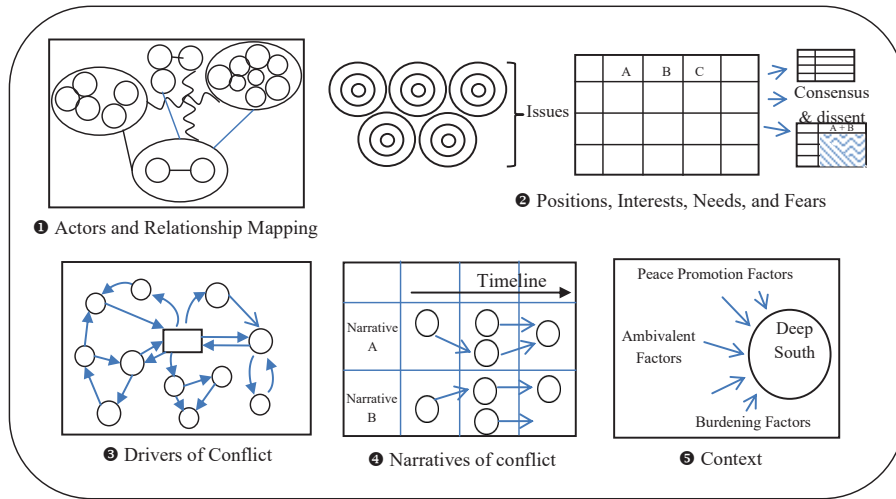 ❶ Actors and Relationship Mapping
Issues
A B C
Consensus
& dissent
A + B
❷ Positions, Interests, Needs, and Fears
❸ Drivers of Conflict
Timeline
Narrative
A
Narrative
B
❹ Narratives of conflict
Peace Promotion Factors
Ambivalent
Factors
Deep
South
Burdening Factors
❺ Context